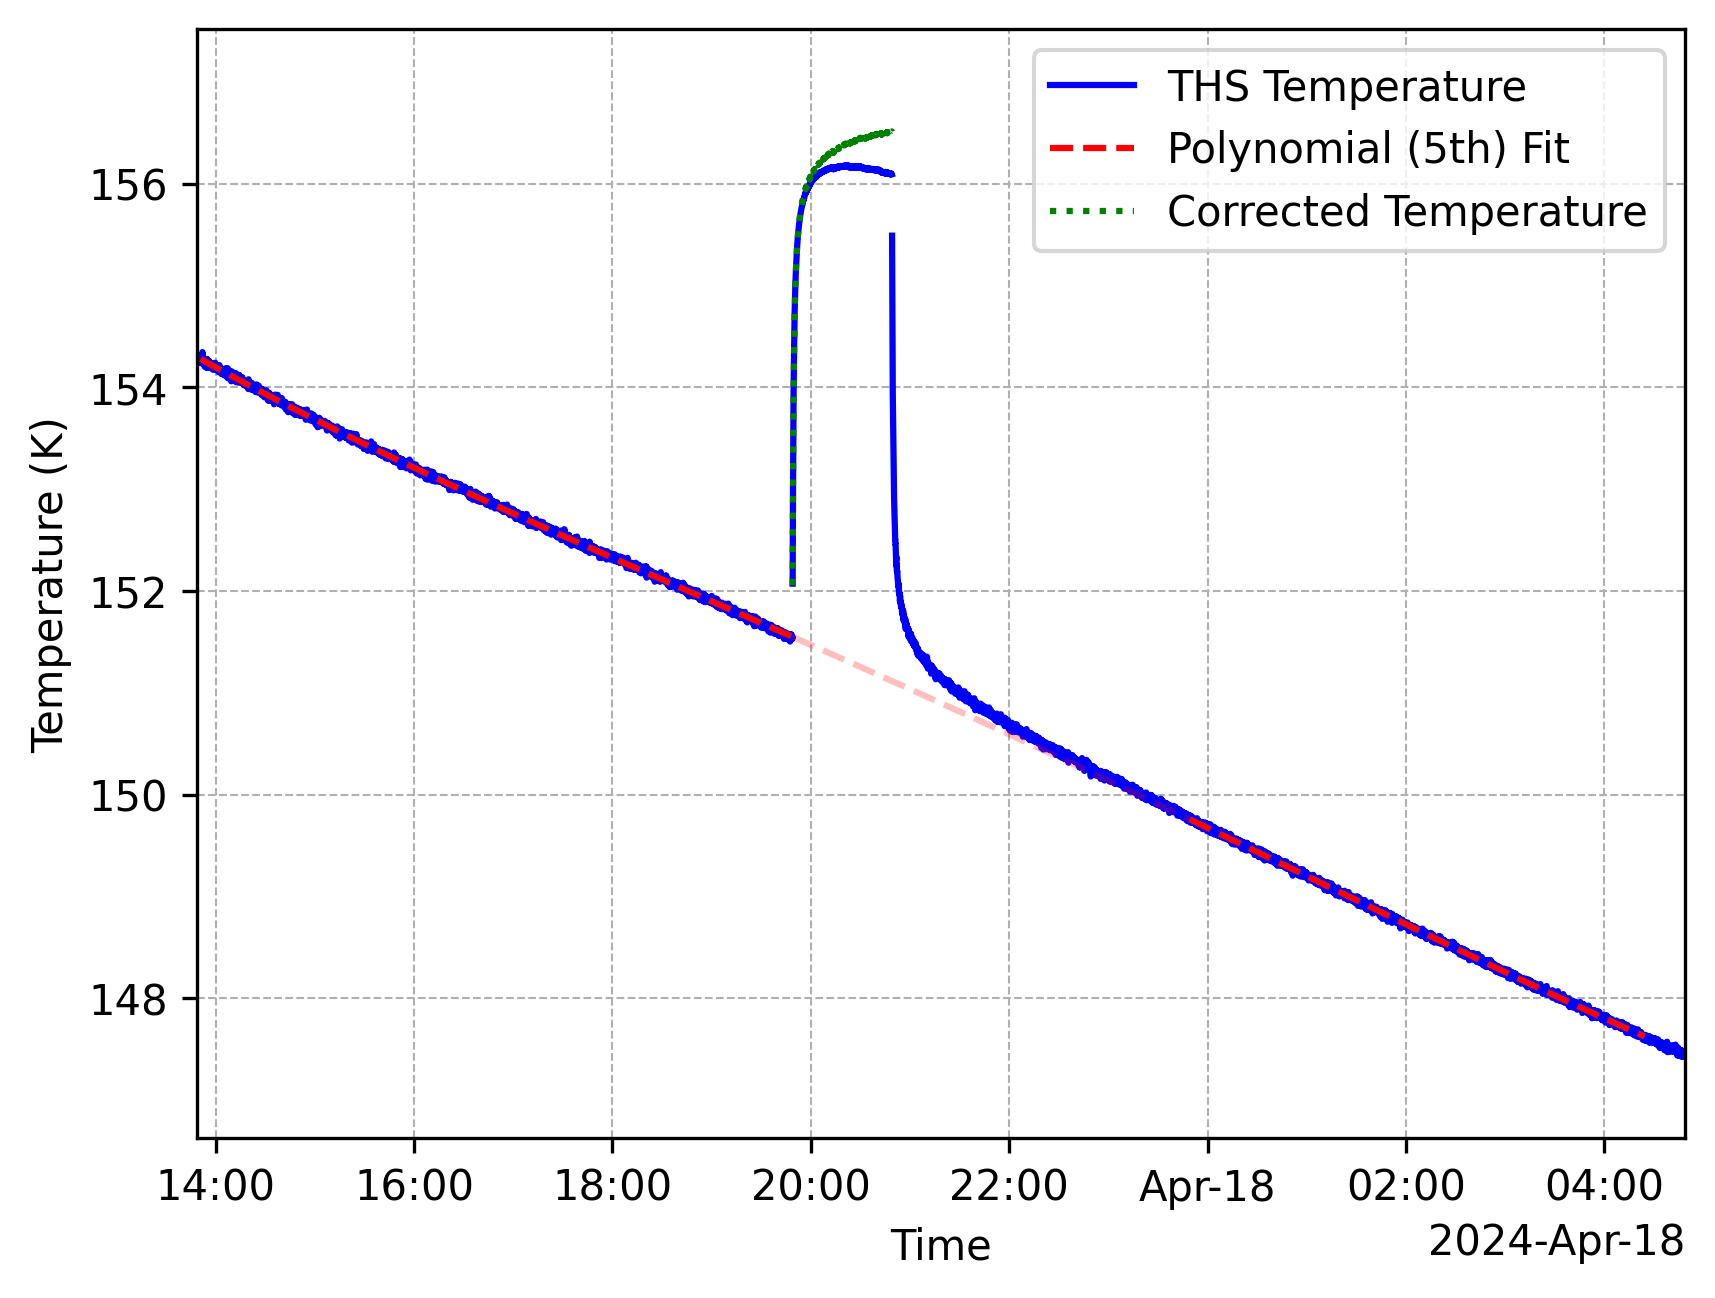 THS Temperature
Polynomial (5th) Fit
Corrected Temperature
156
154
152
150
148
Temperature (K)
14:00 16:00 18:00 20:00 22:00 Apr-18 02:00 04:00
Time
2024-Apr-18